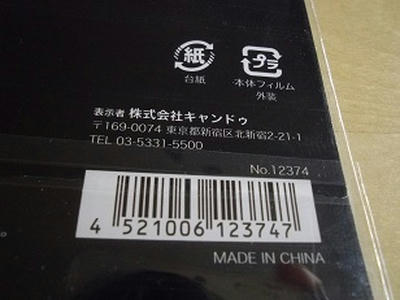 紙 プラ
台紙 本体フィルム
外装
表示者 株式会社キャンドゥ
〒169-0074 東京都新宿区北新宿2-21-1
TEL 03-5331-5500
No.12374
4 521006 123747
MADE IN CHINA